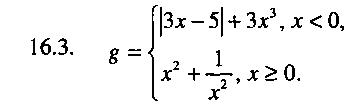 16.3. g = { |3x − 5| + 3x³, x < 0,
x² + 1/x², x ≥ 0.